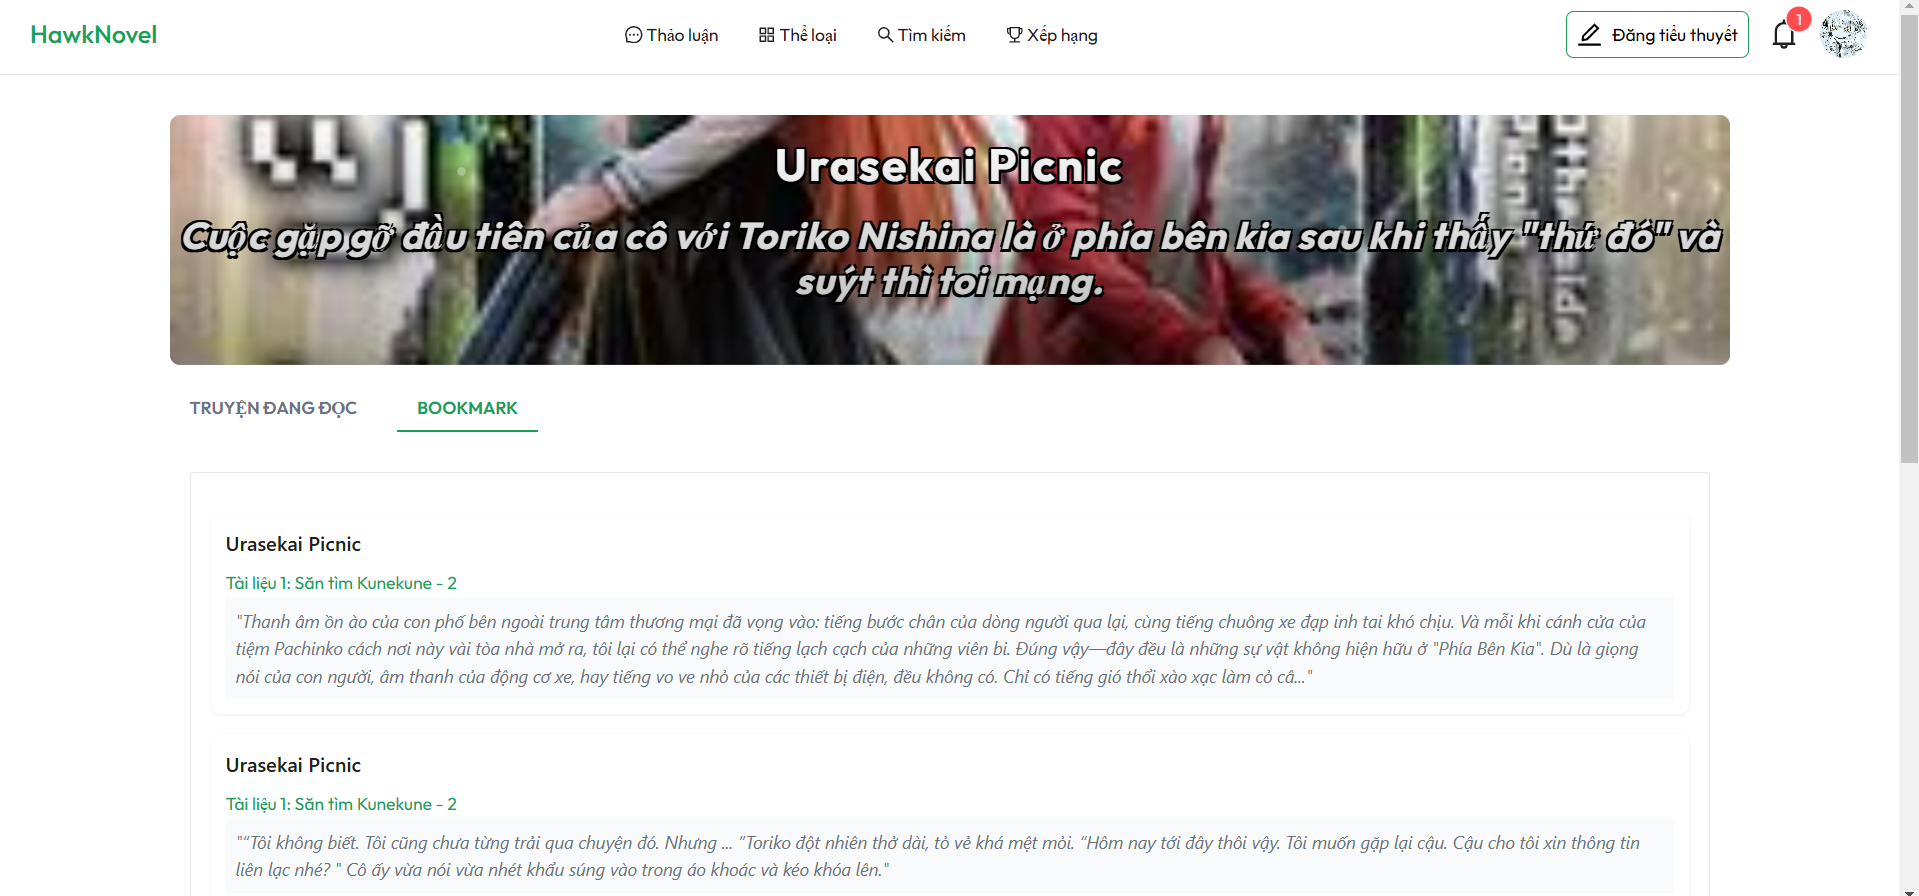 HawkNovel
Thảo luận
Thể loại
Tìm kiếm
Xếp hạng
Đăng tiểu thuyết
1
Urasekai Picnic
Cuộc gặp gỡ đầu tiên của cô với Toriko Nishina là ở phía bên kia sau khi thấy "thứ đó" và
suýt thì toi mạng.
TRUYỆN ĐANG ĐỌC
BOOKMARK
Urasekai Picnic
Tài liệu 1: Săn tìm Kunekune - 2
"Thanh âm ồn ào của con phố bên ngoài trung tâm thương mại đã vọng vào: tiếng bước chân của dòng người qua lại, cùng tiếng chuông xe đạp inh tai khó chịu. Và mỗi khi cánh cửa của
tiệm Pachinko cách nơi này vài tòa nhà mở ra, tôi lại có thể nghe rõ tiếng lạch cạch của những viên bi. Đúng vậy—đây đều là những sự vật không hiện hữu ở "Phía Bên Kia". Dù là giọng
nói của con người, âm thanh của động cơ xe, hay tiếng vo ve nhỏ của các thiết bị điện, đều không có. Chỉ có tiếng gió thổi xào xạc làm cỏ câ..."
Urasekai Picnic
Tài liệu 1: Săn tìm Kunekune - 2
"“Tôi không biết. Tôi cũng chưa từng trải qua chuyện đó. Nhưng ... “Toriko đột nhiên thở dài, tỏ vẻ khá mệt mỏi. “Hôm nay tới đây thôi vậy. Tôi muốn gặp lại cậu. Cậu cho tôi xin thông tin
liên lạc nhé? " Cô ấy vừa nói vừa nhét khẩu súng vào trong áo khoác và kéo khóa lên."